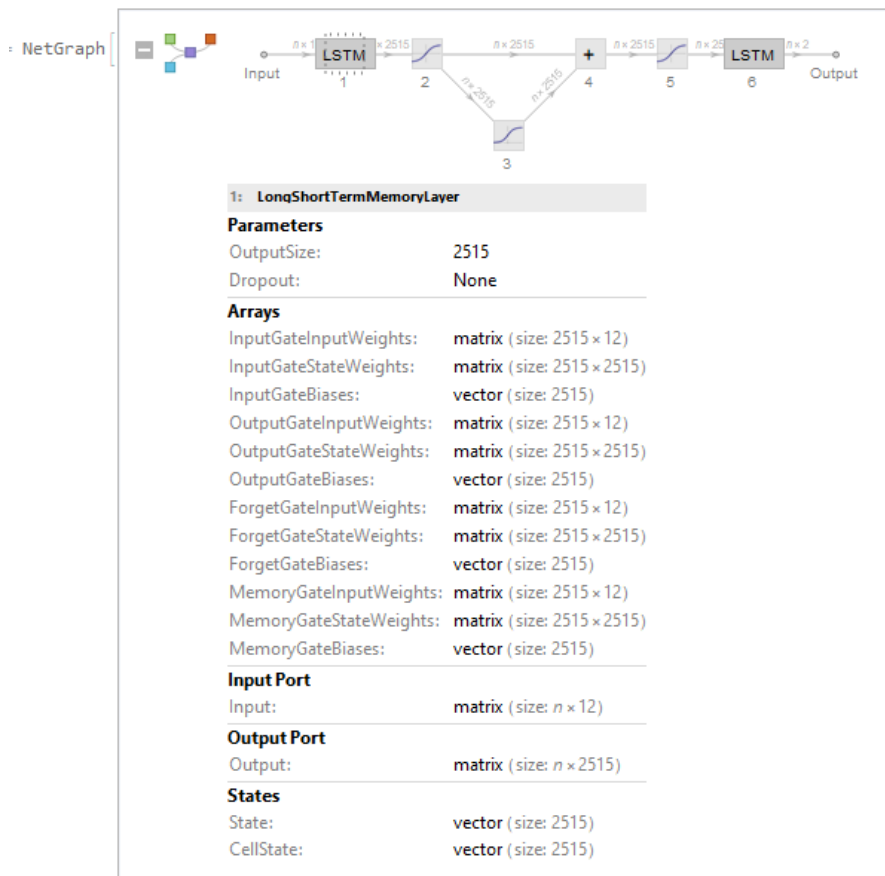 = NetGraph
n×1 LSTM × 2515 n×2515 + n×2515 n×25 LSTM n×2
Input 1 2 4 5 6 Output
n×2515 n×2515
3
1: LongShortTermMemoryLayer
Parameters
OutputSize: 2515
Dropout: None
Arrays
InputGateInputWeights: matrix (size: 2515×12)
InputGateStateWeights: matrix (size: 2515×2515)
InputGateBiases: vector (size: 2515)
OutputGateInputWeights: matrix (size: 2515×12)
OutputGateStateWeights: matrix (size: 2515×2515)
OutputGateBiases: vector (size: 2515)
ForgetGateInputWeights: matrix (size: 2515×12)
ForgetGateStateWeights: matrix (size: 2515×2515)
ForgetGateBiases: vector (size: 2515)
MemoryGateInputWeights: matrix (size: 2515×12)
MemoryGateStateWeights: matrix (size: 2515×2515)
MemoryGateBiases: vector (size: 2515)
Input Port
Input: matrix (size: n×12)
Output Port
Output: matrix (size: n×2515)
States
State: vector (size: 2515)
CellState: vector (size: 2515)